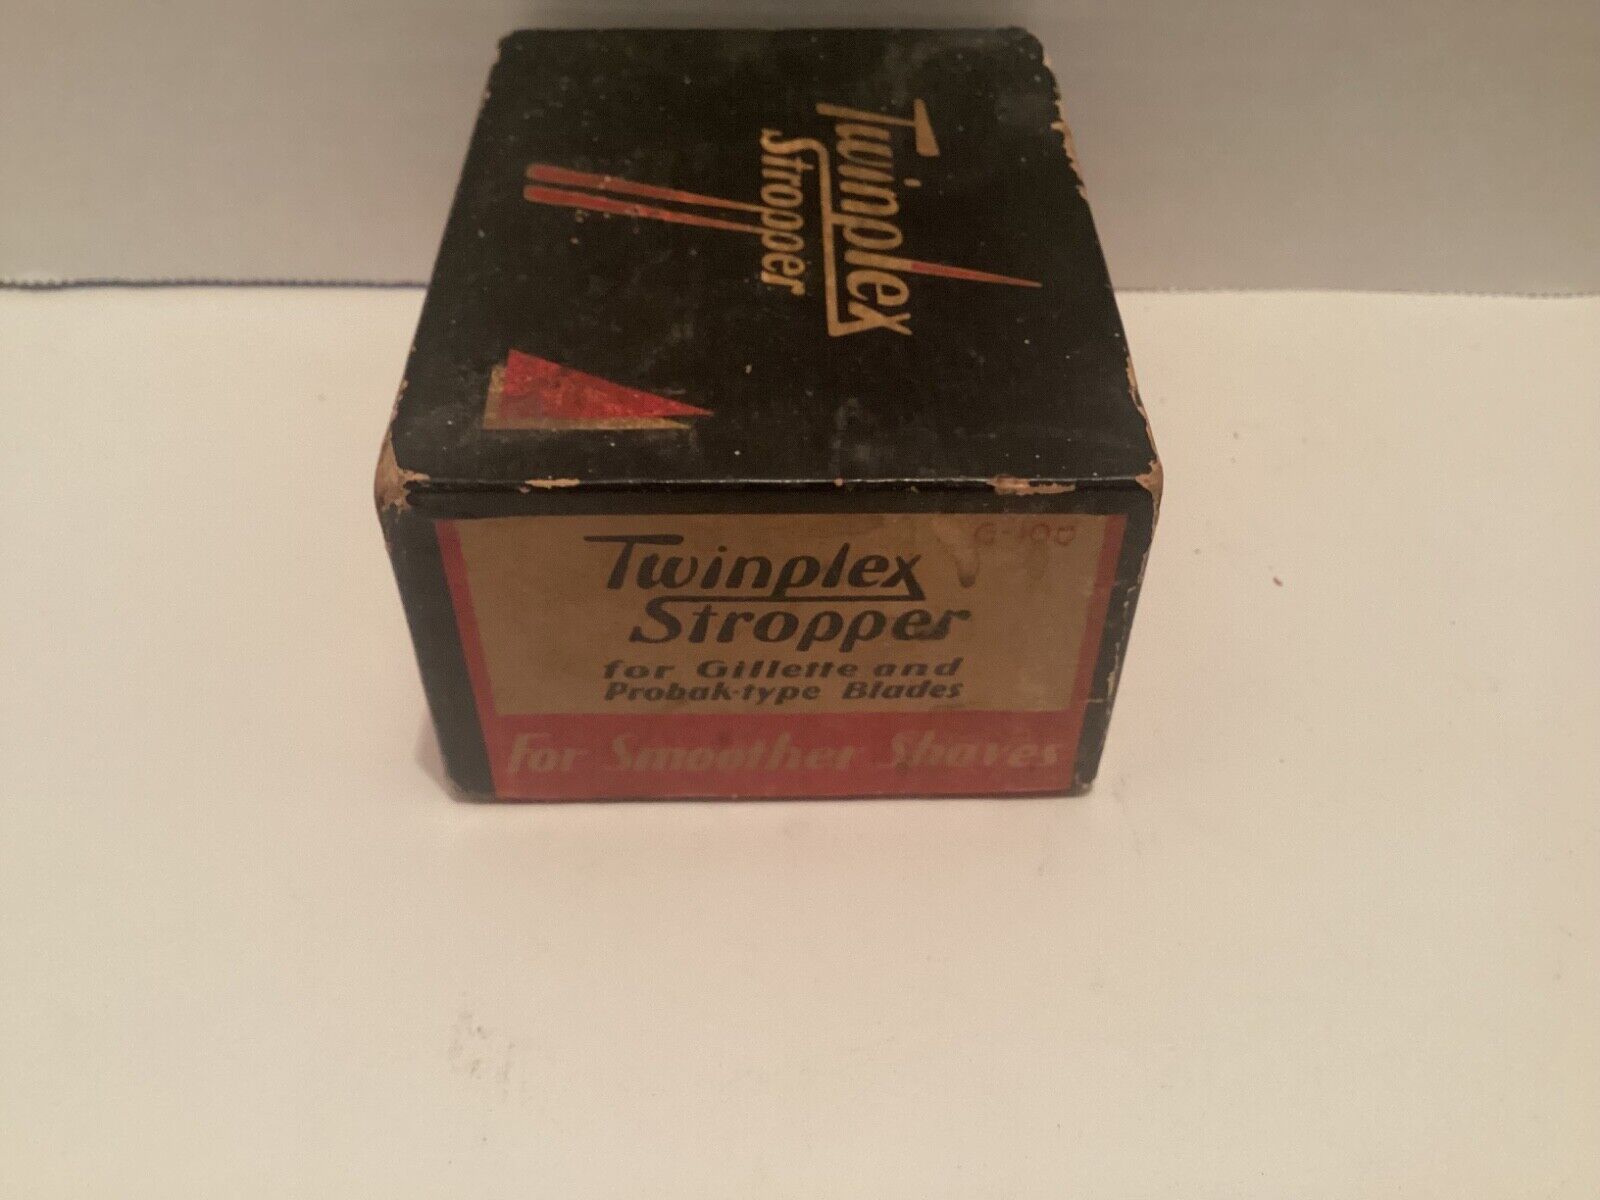 Twinplex
Stropper
Twinplex
Stropper
for Gillette and
Probak-type Blades
For Smoother Shaves